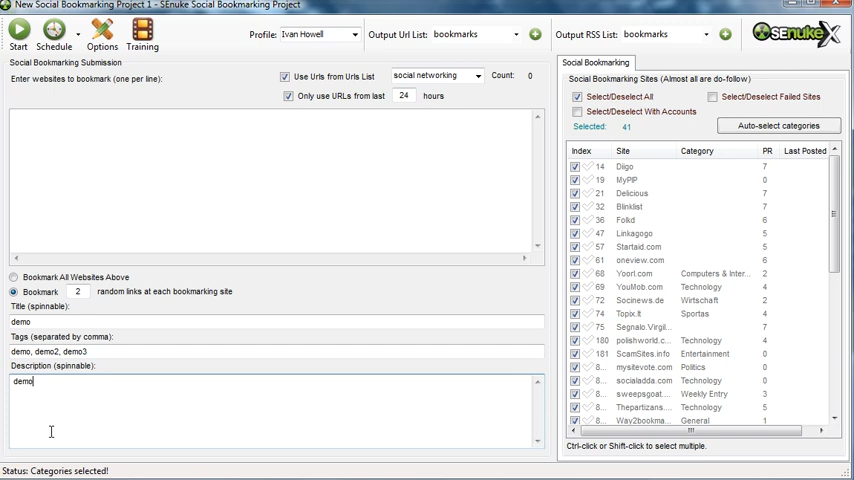 New Social Bookmarking Project 1 - SEnuke Social Bookmarking Project
Start
Schedule
Options
Training
Profile: Ivan Howell
Output Url List: bookmarks
Output RSS List: bookmarks
SEnuke X
Social Bookmarking Submission
Enter websites to bookmark (one per line):
Use Urls from Urls List
social networking
Count: 0
Only use URLs from last 24 hours
Bookmark All Websites Above
Bookmark 2 random links at each bookmarking site
Title (spinnable):
demo
Tags (separated by comma):
demo, demo2, demo3
Description (spinnable):
demo
Social Bookmarking
Social Bookmarking Sites (Almost all are do-follow)
Select/Deselect All
Select/Deselect Failed Sites
Select/Deselect With Accounts
Selected: 41
Auto-select categories
Index Site Category PR Last Posted
14 Diigo 7
19 MyPIP 0
21 Delicious 7
32 Blinklist 7
36 Folkd 6
47 Linkagogo 5
57 Startaid.com 6
61 oneview.com 6
68 Yoorl.com Computers & Inter... 2
69 YouMob.com Technology 4
72 Socinews.de Wirtschaft 2
74 Topix.lt Sportas 4
75 Segnalo.Virgil... 7
180 polishworld.c... Technology 4
181 ScamSites.info Entertainment 0
8... mysitevote.com Politics 0
8... socialadda.com Technology 0
8... sweepsgoat.... Weekly Entry 3
8... Thepartizans.... Technology 5
8... Way2bookma... General 1
Ctrl-click or Shift-click to select multiple.
Status: Categories selected!